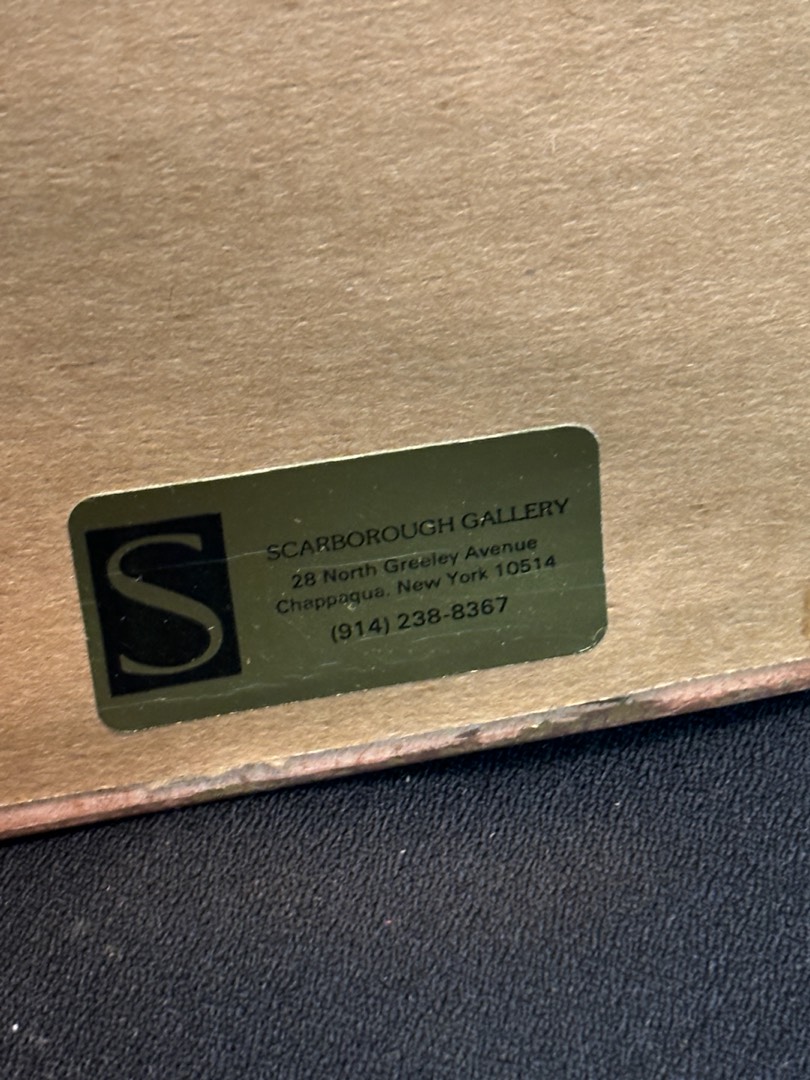 S
SCARBOROUGH GALLERY
28 North Greeley Avenue
Chappaqua, New York 10514
(914) 238-8367